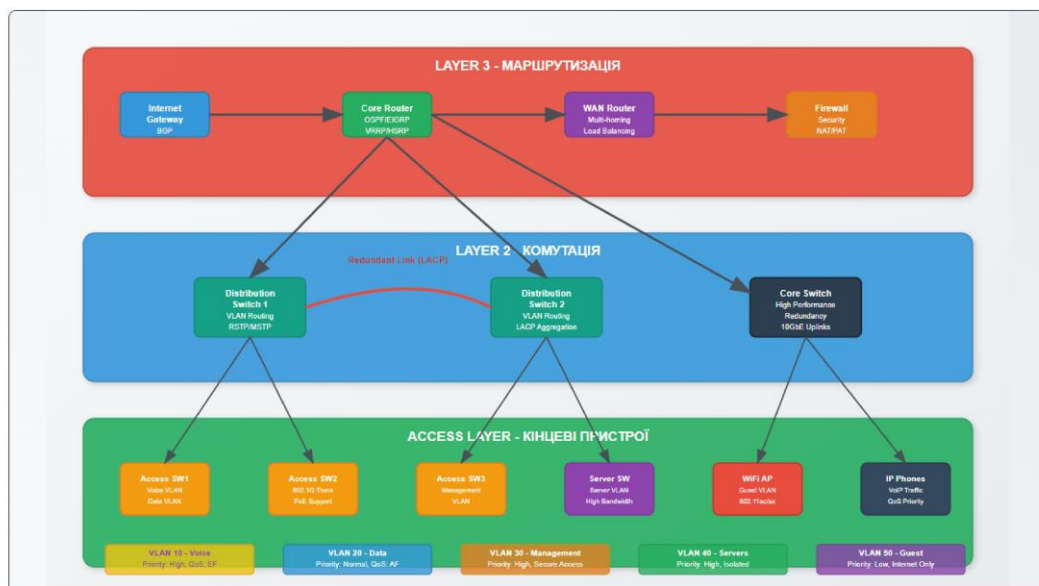 LAYER 3 - МАРШРУТИЗАЦІЯ
Internet
Gateway
BGP
Core Router
OSPF/EIGRP
VRRP/HSRP
WAN Router
Multi-homing
Load Balancing
Firewall
Security
NAT/PAT
LAYER 2 - КОМУТАЦІЯ
Redundant Link (LACP)
Distribution
Switch 1
VLAN Routing
RSTP/MSTP
Distribution
Switch 2
VLAN Routing
LACP Aggregation
Core Switch
High Performance
Redundancy
10GbE Uplinks
ACCESS LAYER - КІНЦЕВІ ПРИСТРОЇ
Access SW1
Voice VLAN
Data VLAN
Access SW2
802.1Q Trunk
PoE Support
Access SW3
Management
VLAN
Server SW
Server VLAN
High Bandwidth
WiFi AP
Guest VLAN
802.11ac/ax
IP Phones
VoIP Traffic
QoS Priority
VLAN 10 - Voice
Priority: High, QoS: EF
VLAN 20 - Data
Priority: Normal, QoS: AF
VLAN 30 - Management
Priority: High, Secure Access
VLAN 40 - Servers
Priority: High, Isolated
VLAN 50 - Guest
Priority: Low, Internet Only